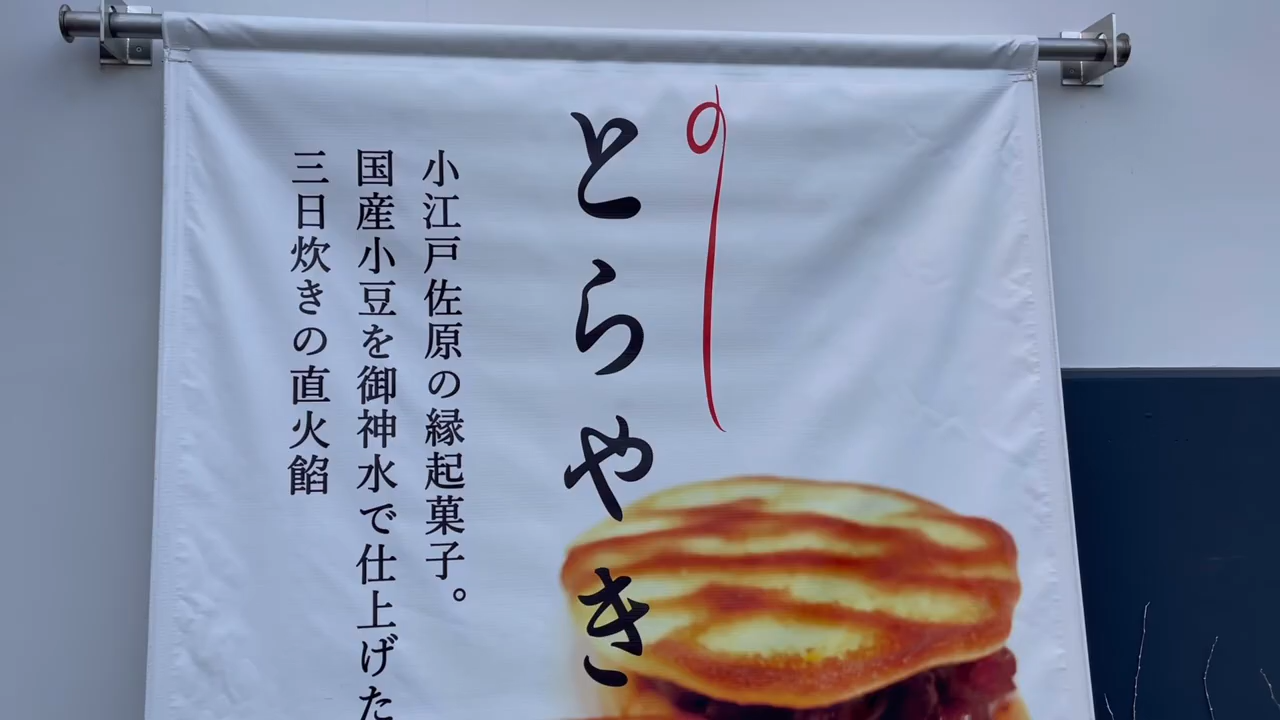 とらやき
小江戸佐原の縁起菓子。
国産小豆を御神水で仕上げた
三日炊きの直火餡